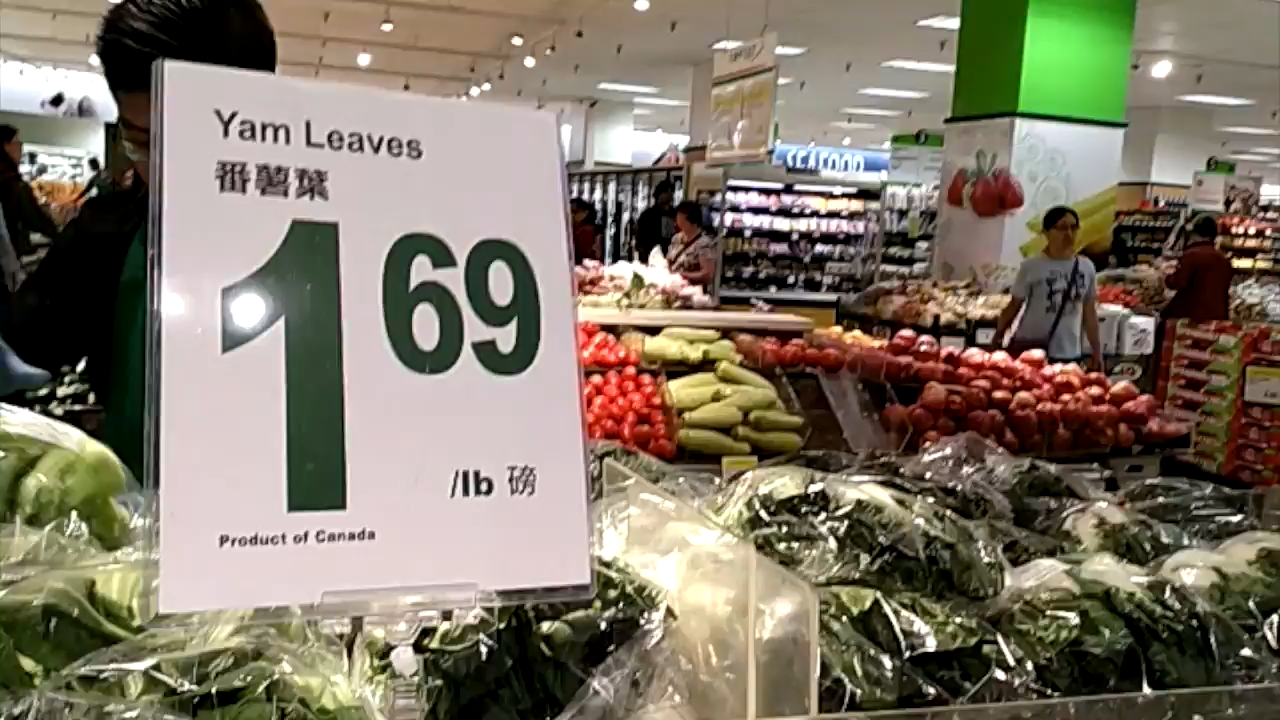 Yam Leaves
番薯葉
1 69
/lb 磅
Product of Canada
SEAFOOD